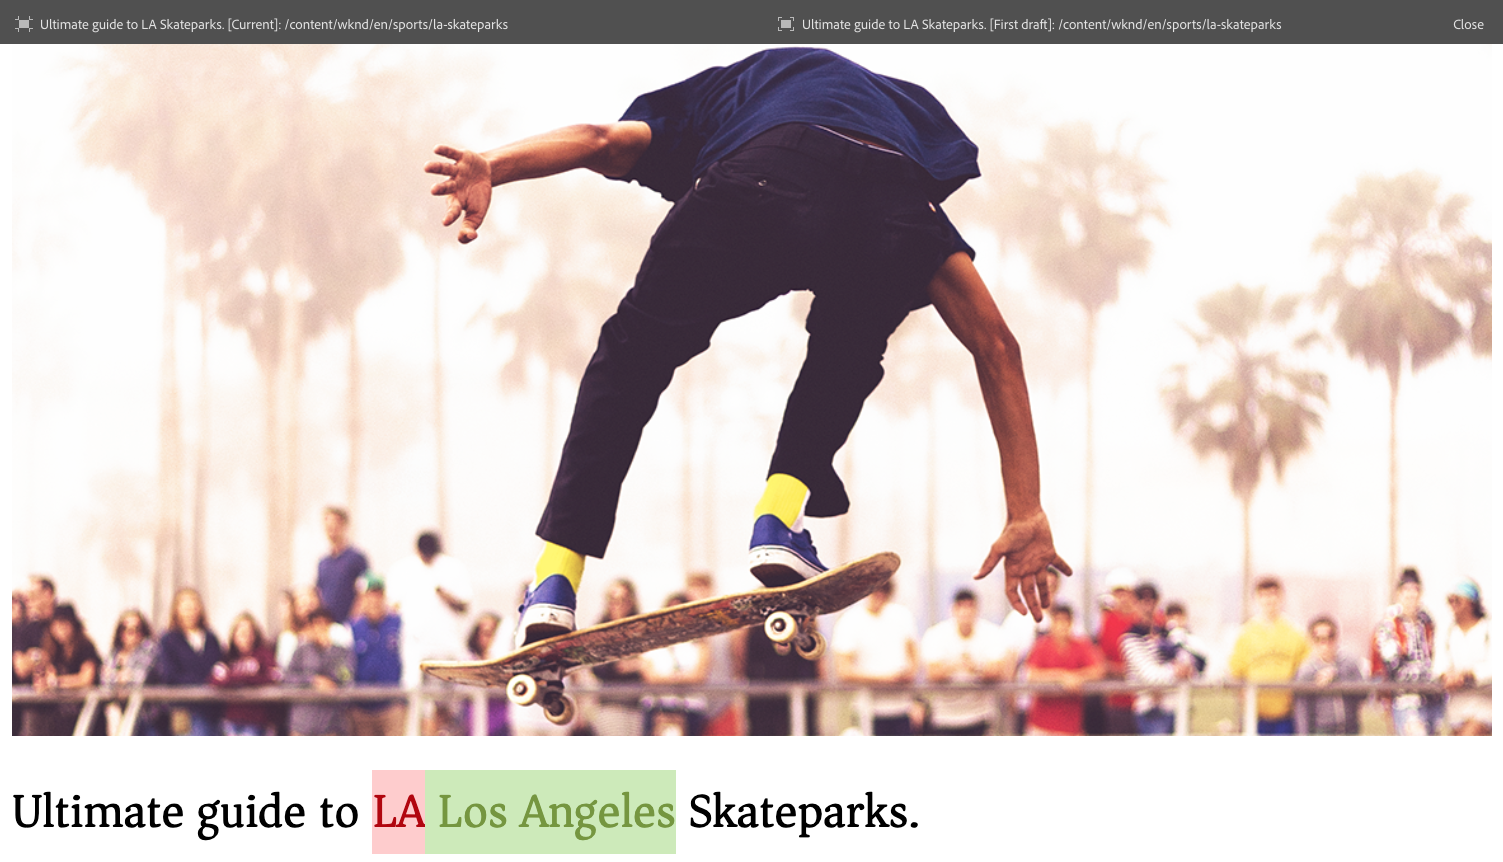 Ultimate guide to LA Skateparks. [Current]: /content/wknd/en/sports/la-skateparks
Ultimate guide to LA Skateparks. [First draft]: /content/wknd/en/sports/la-skateparks
Close
Ultimate guide to LA Los Angeles Skateparks.